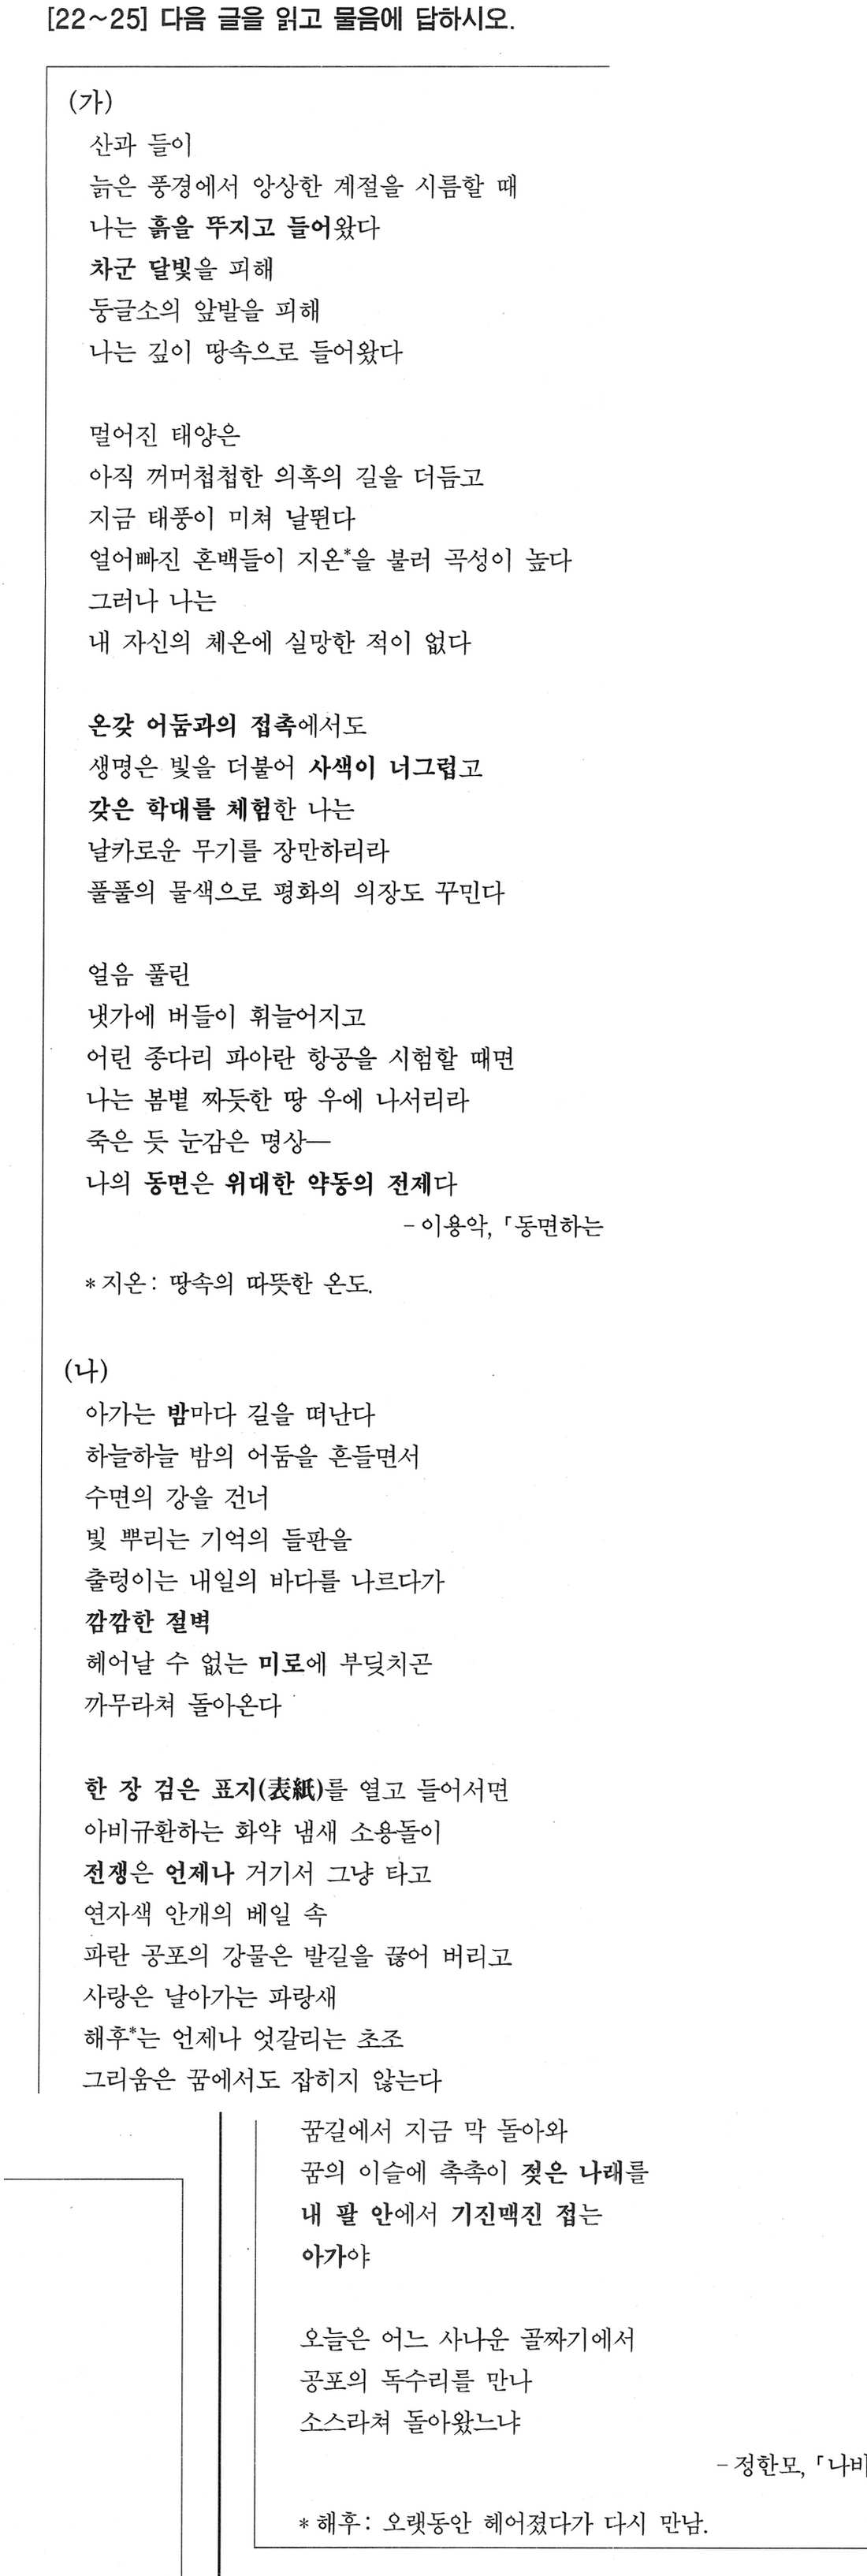 [22～25] 다음 글을 읽고 물음에 답하시오.
(가)
산과 들이
늙은 풍경에서 앙상한 계절을 시름할 때
나는 흙을 뚜지고 들어왔다
차군 달빛을 피해
둥글소의 앞발을 피해
나는 깊이 땅속으로 들어왔다
멀어진 태양은
아직 꺼머첩첩한 의혹의 길을 더듬고
지금 태풍이 미쳐 날뛴다
얼어빠진 혼백들이 지온*을 불러 곡성이 높다
그러나 나는
내 자신의 체온에 실망한 적이 없다
온갖 어둠과의 접촉에서도
생명은 빛을 더불어 사색이 너그럽고
갖은 학대를 체험한 나는
날카로운 무기를 장만하리라
풀풀의 물색으로 평화의 의장도 꾸민다
얼음 풀린
냇가에 버들이 휘늘어지고
어린 종다리 파아란 항공을 시험할 때면
나는 봄볕 짜듯한 땅 우에 나서리라
죽은 듯 눈감은 명상—
나의 동면은 위대한 약동의 전제다
- 이용악, 「동면하는
* 지온: 땅속의 따뜻한 온도.
(나)
아가는 밤마다 길을 떠난다
하늘하늘 밤의 어둠을 흔들면서
수면의 강을 건너
빛 뿌리는 기억의 들판을
출렁이는 내일의 바다를 나르다가
깜깜한 절벽
헤어날 수 없는 미로에 부딪치곤
까무라쳐 돌아온다
한 장 검은 표지(表紙)를 열고 들어서면
아비규환하는 화약 냄새 소용돌이
전쟁은 언제나 거기서 그냥 타고
연자색 안개의 베일 속
파란 공포의 강물은 발길을 끊어 버리고
사랑은 날아가는 파랑새
해후*는 언제나 엇갈리는 초조
그리움은 꿈에서도 잡히지 않는다
꿈길에서 지금 막 돌아와
꿈의 이슬에 촉촉이 젖은 나래를
내 팔 안에서 기진맥진 접는
아가야
오늘은 어느 사나운 골짜기에서
공포의 독수리를 만나
소스라쳐 돌아왔느냐
- 정한모, 「나비
* 해후: 오랫동안 헤어졌다가 다시 만남.